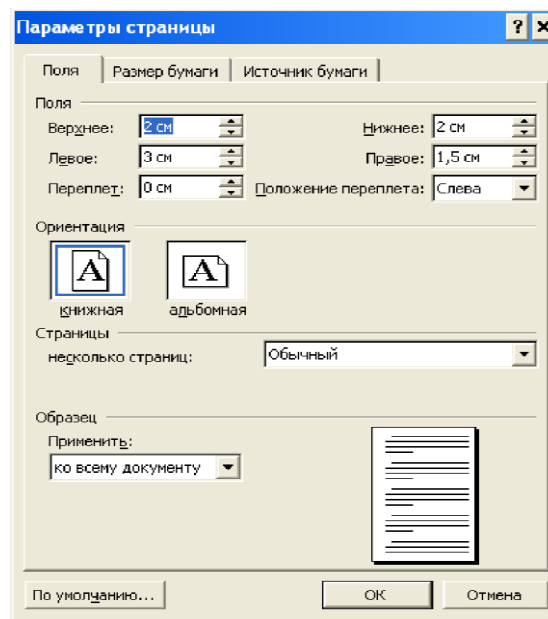 Параметры страницы ? ×
Поля Размер бумаги Источник бумаги
Поля
Верхнее: 2 см Нижнее: 2 см
Левое: 3 см Правое: 1,5 см
Переплет: 0 см Положение переплета: Слева
Ориентация
A A
книжная альбомная
Страницы
несколько страниц: Обычный
Образец
Применить:
ко всему документу
По умолчанию... ОК Отмена